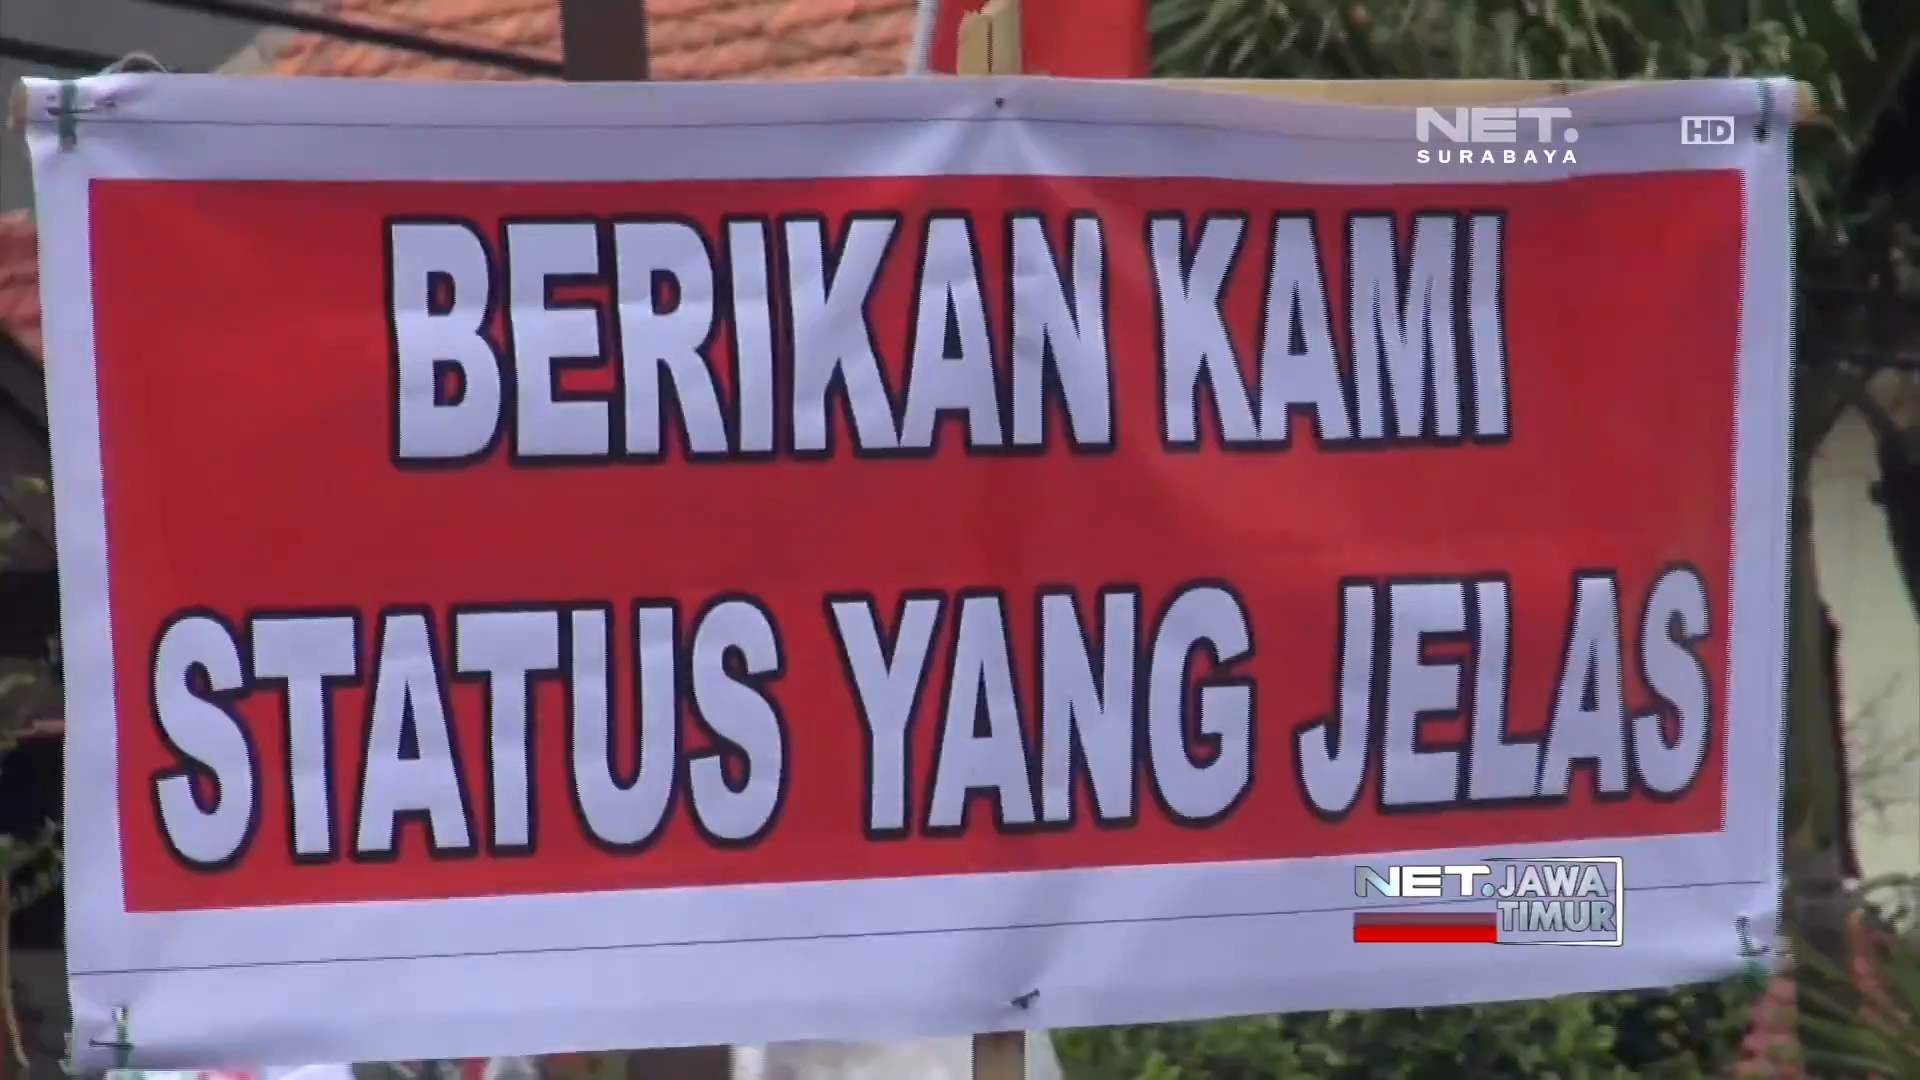 NET.
SURABAYA
HD
BERIKAN KAMI
STATUS YANG JELAS
NET. JAWA
TIMUR